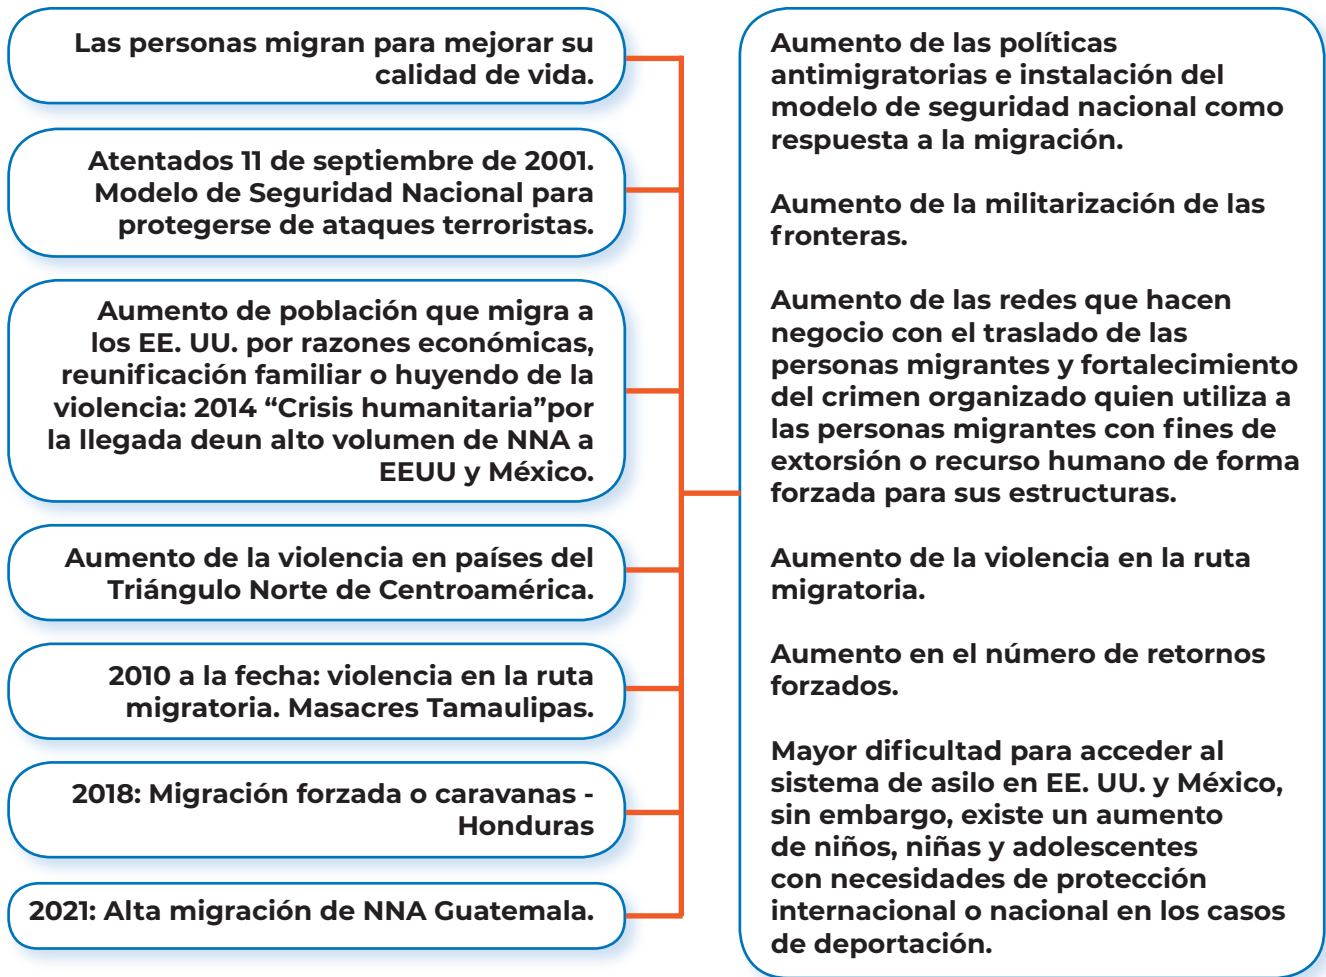 Las personas migran para mejorar su
calidad de vida.
Atentados 11 de septiembre de 2001.
Modelo de Seguridad Nacional para
protegerse de ataques terroristas.
Aumento de población que migra a
los EE. UU. por razones económicas,
reunificación familiar o huyendo de la
violencia: 2014 “Crisis humanitaria”por
la llegada deun alto volumen de NNA a
EEUU y México.
Aumento de la violencia en países del
Triángulo Norte de Centroamérica.
2010 a la fecha: violencia en la ruta
migratoria. Masacres Tamaulipas.
2018: Migración forzada o caravanas -
Honduras
2021: Alta migración de NNA Guatemala.
Aumento de las políticas
antimigratorias e instalación del
modelo de seguridad nacional como
respuesta a la migración.
Aumento de la militarización de las
fronteras.
Aumento de las redes que hacen
negocio con el traslado de las
personas migrantes y fortalecimiento
del crimen organizado quien utiliza a
las personas migrantes con fines de
extorsión o recurso humano de forma
forzada para sus estructuras.
Aumento de la violencia en la ruta
migratoria.
Aumento en el número de retornos
forzados.
Mayor dificultad para acceder al
sistema de asilo en EE. UU. y México,
sin embargo, existe un aumento
de niños, niñas y adolescentes
con necesidades de protección
internacional o nacional en los casos
de deportación.